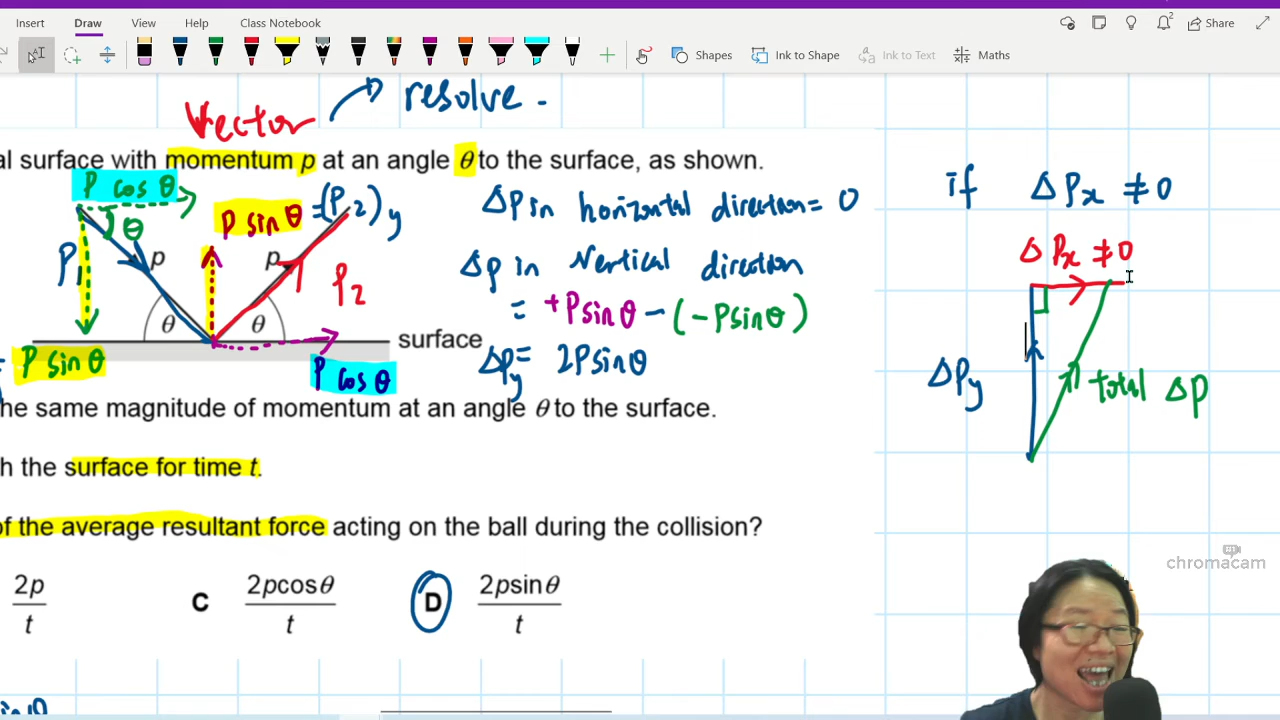 Insert Draw View Help Class Notebook
2
Share
Shapes Ink to Shape Ink to Text Maths
Vector resolve.
al surface with momentum p at an angle θ to the surface, as shown.
P cos θ
θ
P sin θ =(P2)y
P1
p
p
P2
θ
θ
surface
P sin θ
P cos θ
ΔP in horizontal direction = 0
Δp in vertical direction
= +Psinθ - (-Psinθ)
ΔPy = 2Psinθ
if ΔPx ≠ 0
ΔPx ≠ 0
ΔPy
total ΔP
he same magnitude of momentum at an angle θ to the surface.
h the surface for time t.
of the average resultant force acting on the ball during the collision?
2p
t
C 2pcosθ
t
D 2psinθ
t
chromacam